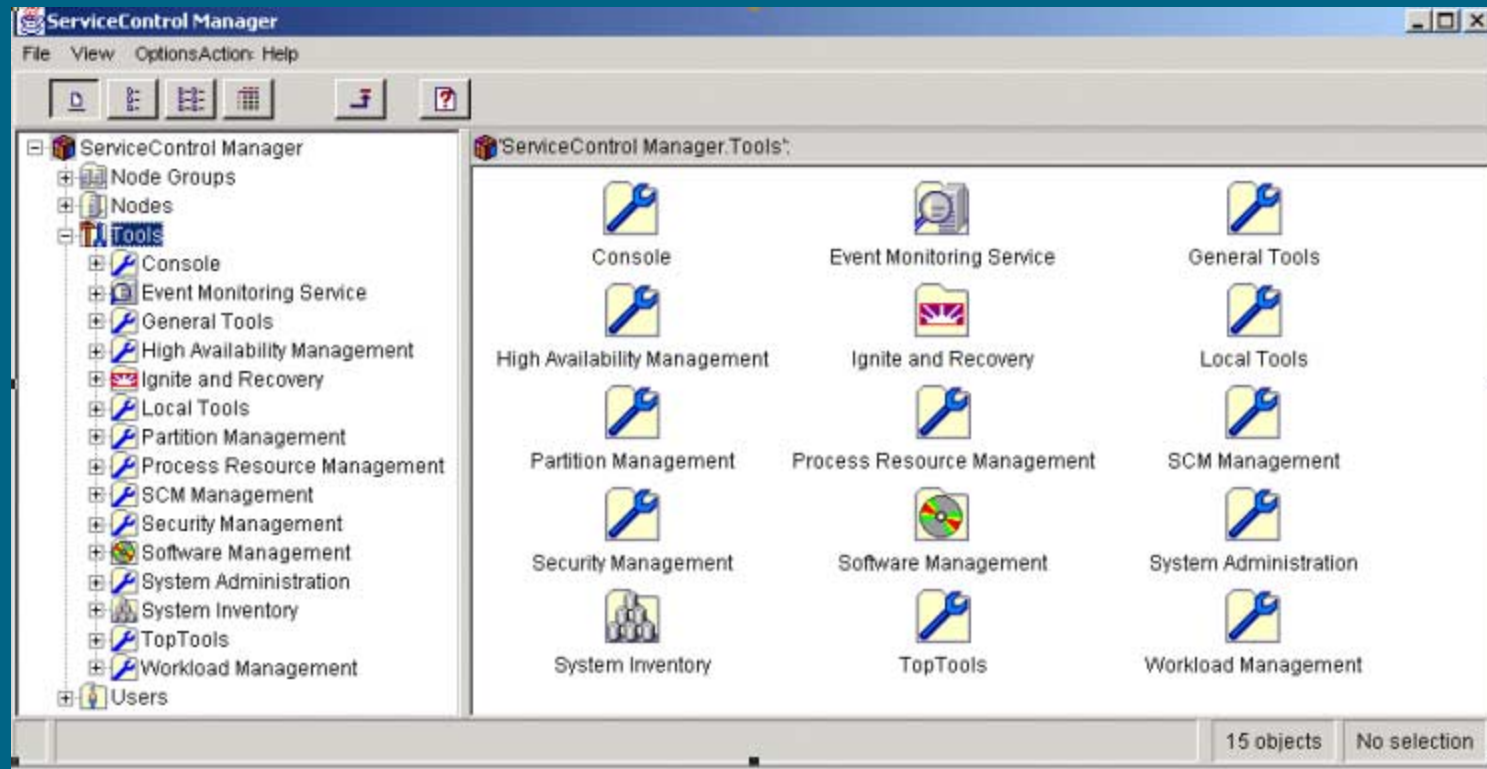 ServiceControl Manager
File View OptionsAction: Help
ServiceControl Manager
Node Groups
Nodes
Tools
Console
Event Monitoring Service
General Tools
High Availability Management
Ignite and Recovery
Local Tools
Partition Management
Process Resource Management
SCM Management
Security Management
Software Management
System Administration
System Inventory
TopTools
Workload Management
Users
'ServiceControl Manager.Tools':
Console Event Monitoring Service General Tools
High Availability Management Ignite and Recovery Local Tools
Partition Management Process Resource Management SCM Management
Security Management Software Management System Administration
System Inventory TopTools Workload Management
15 objects No selection